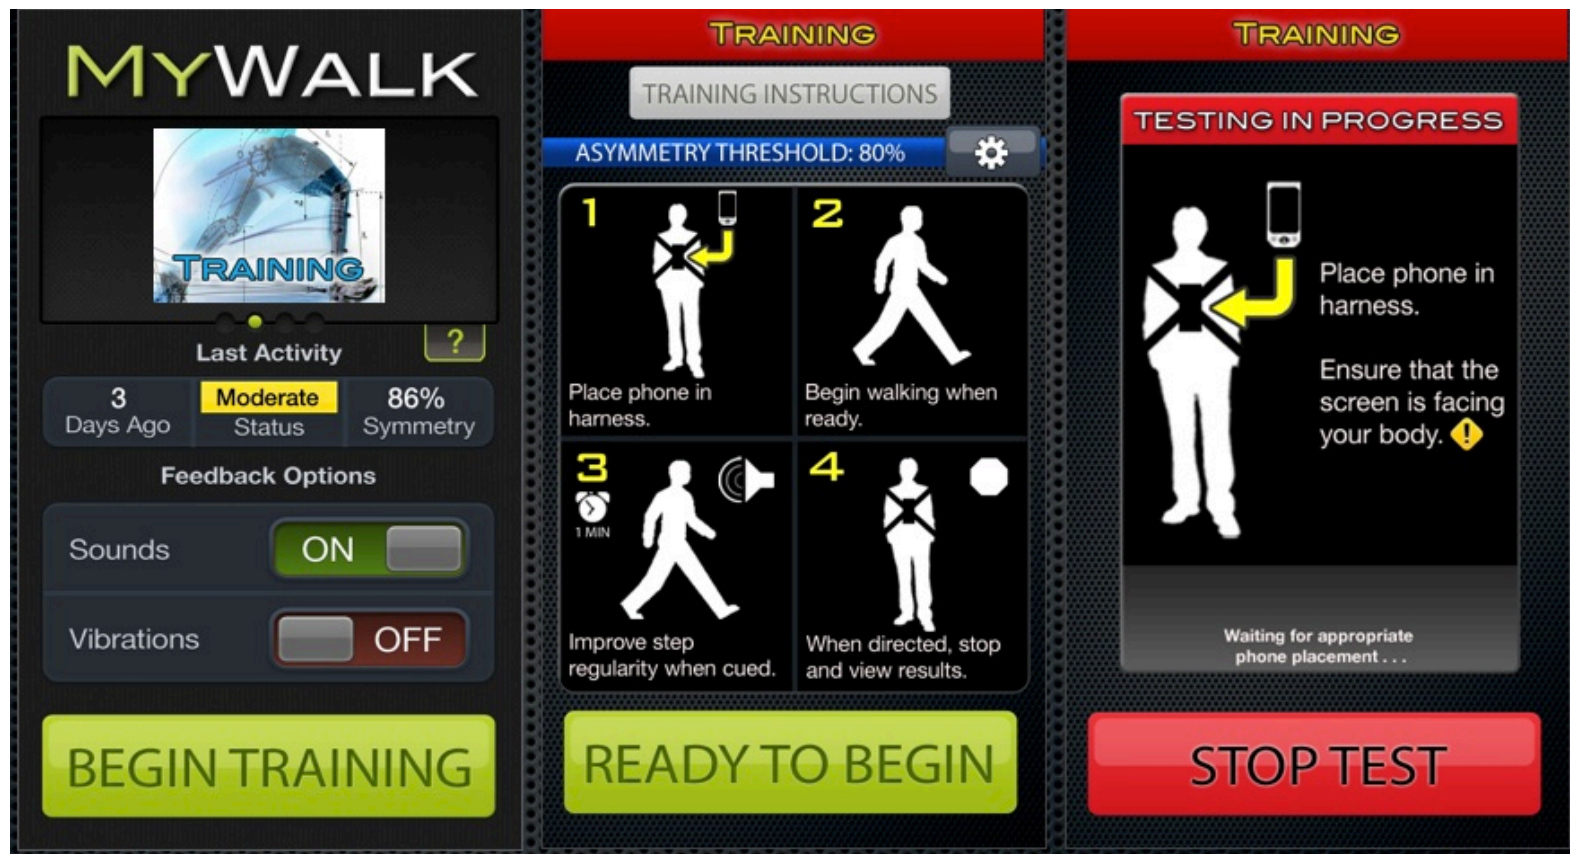 MYWALK
TRAINING
Last Activity
?
3
Days Ago
Moderate
Status
86%
Symmetry
Feedback Options
Sounds
ON
Vibrations
OFF
BEGIN TRAINING
TRAINING
TRAINING INSTRUCTIONS
ASYMMETRY THRESHOLD: 80%
1
Place phone in
harness.
2
Begin walking when
ready.
3
1 MIN
Improve step
regularity when cued.
4
When directed, stop
and view results.
READY TO BEGIN
TRAINING
TESTING IN PROGRESS
Place phone in
harness.
Ensure that the
screen is facing
your body.
Waiting for appropriate
phone placement . . .
STOP TEST